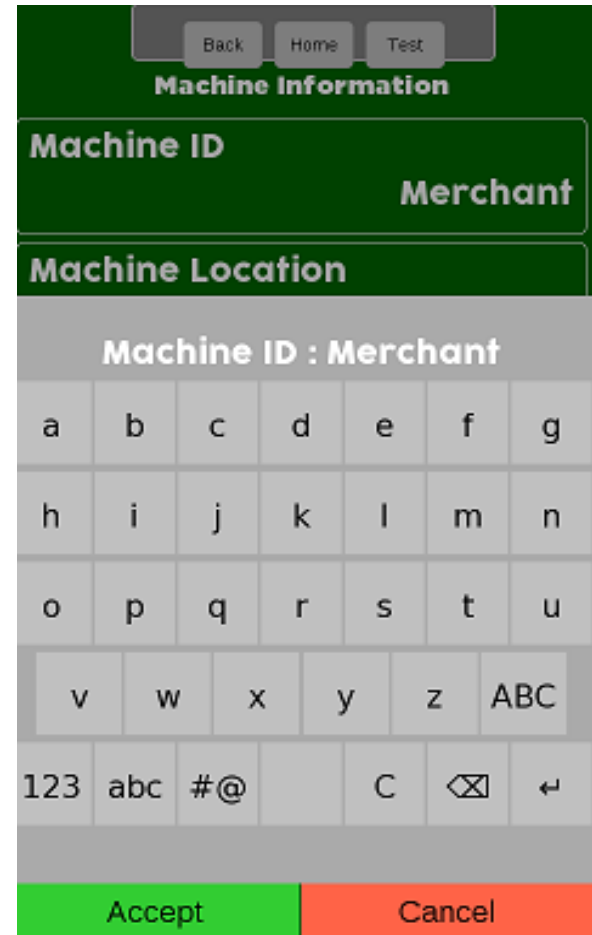 Back Home Test
Machine Information
Machine ID
Merchant
Machine Location
Machine ID : Merchant
a b c d e f g
h i j k l m n
o p q r s t u
v w x y z ABC
123 abc #@ C ⌫ ↵
Accept Cancel